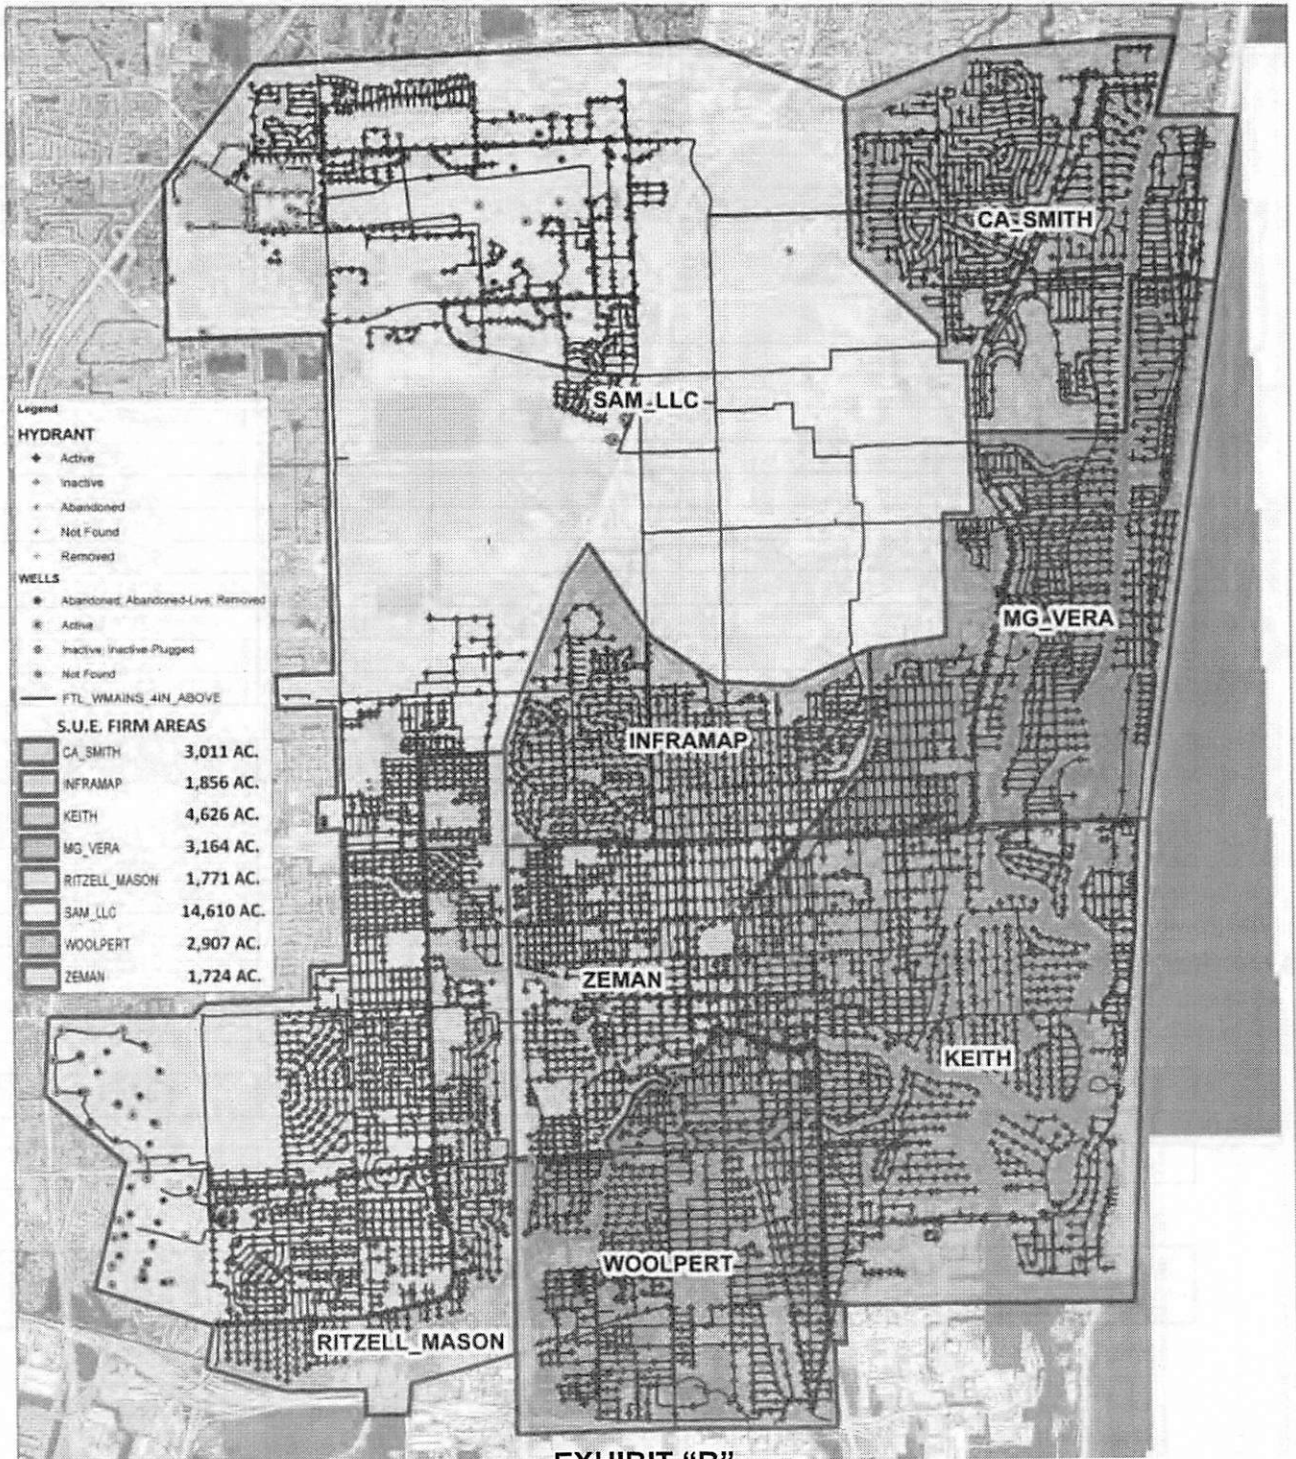 CA_SMITH
SAM_LLC
Legend
HYDRANT
Active
Inactive
Abandoned
Not Found
Removed
WELLS
Abandoned; Abandoned-Live; Removed
Active
Inactive; Inactive-Plugged
Not Found
FTL_WMAINS_4IN_ABOVE
S.U.E. FIRM AREAS
CA_SMITH 3,011 AC.
INFRAMAP 1,856 AC.
KEITH 4,626 AC.
MG_VERA 3,164 AC.
RITZELL_MASON 1,771 AC.
SAM_LLC 14,610 AC.
WOOLPERT 2,907 AC.
ZEMAN 1,724 AC.
MG_VERA
INFRAMAP
ZEMAN
KEITH
WOOLPERT
RITZELL_MASON
EXHIBIT “B”